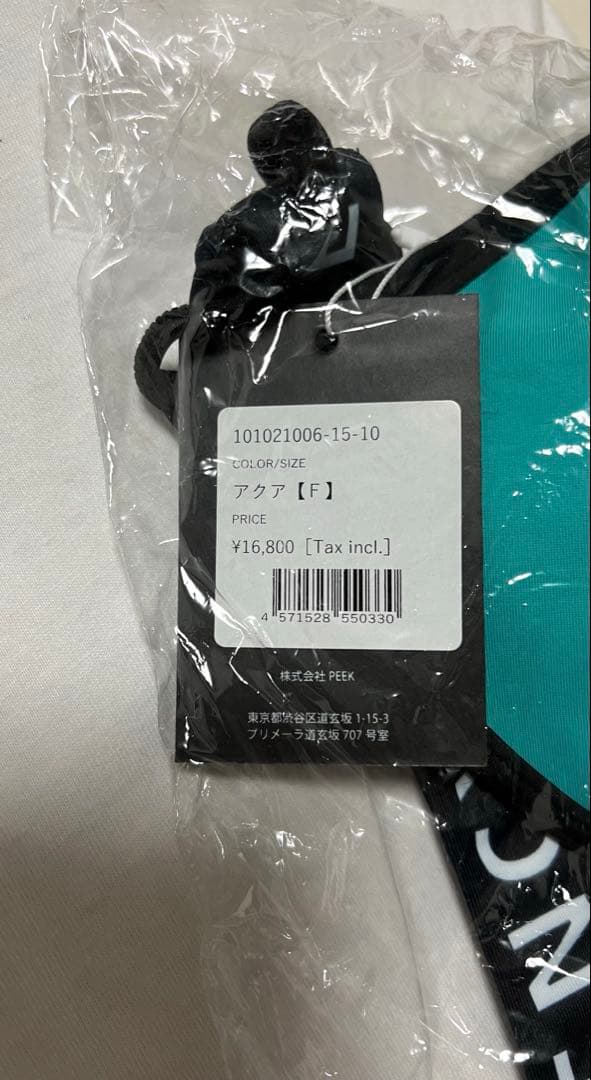 101021006-15-10
COLOR/SIZE
アクア【F】
PRICE
¥16,800 [Tax incl.]
4 571528 550330
株式会社 PEEK
東京都渋谷区道玄坂 1-15-3
プリメーラ道玄坂 707 号室